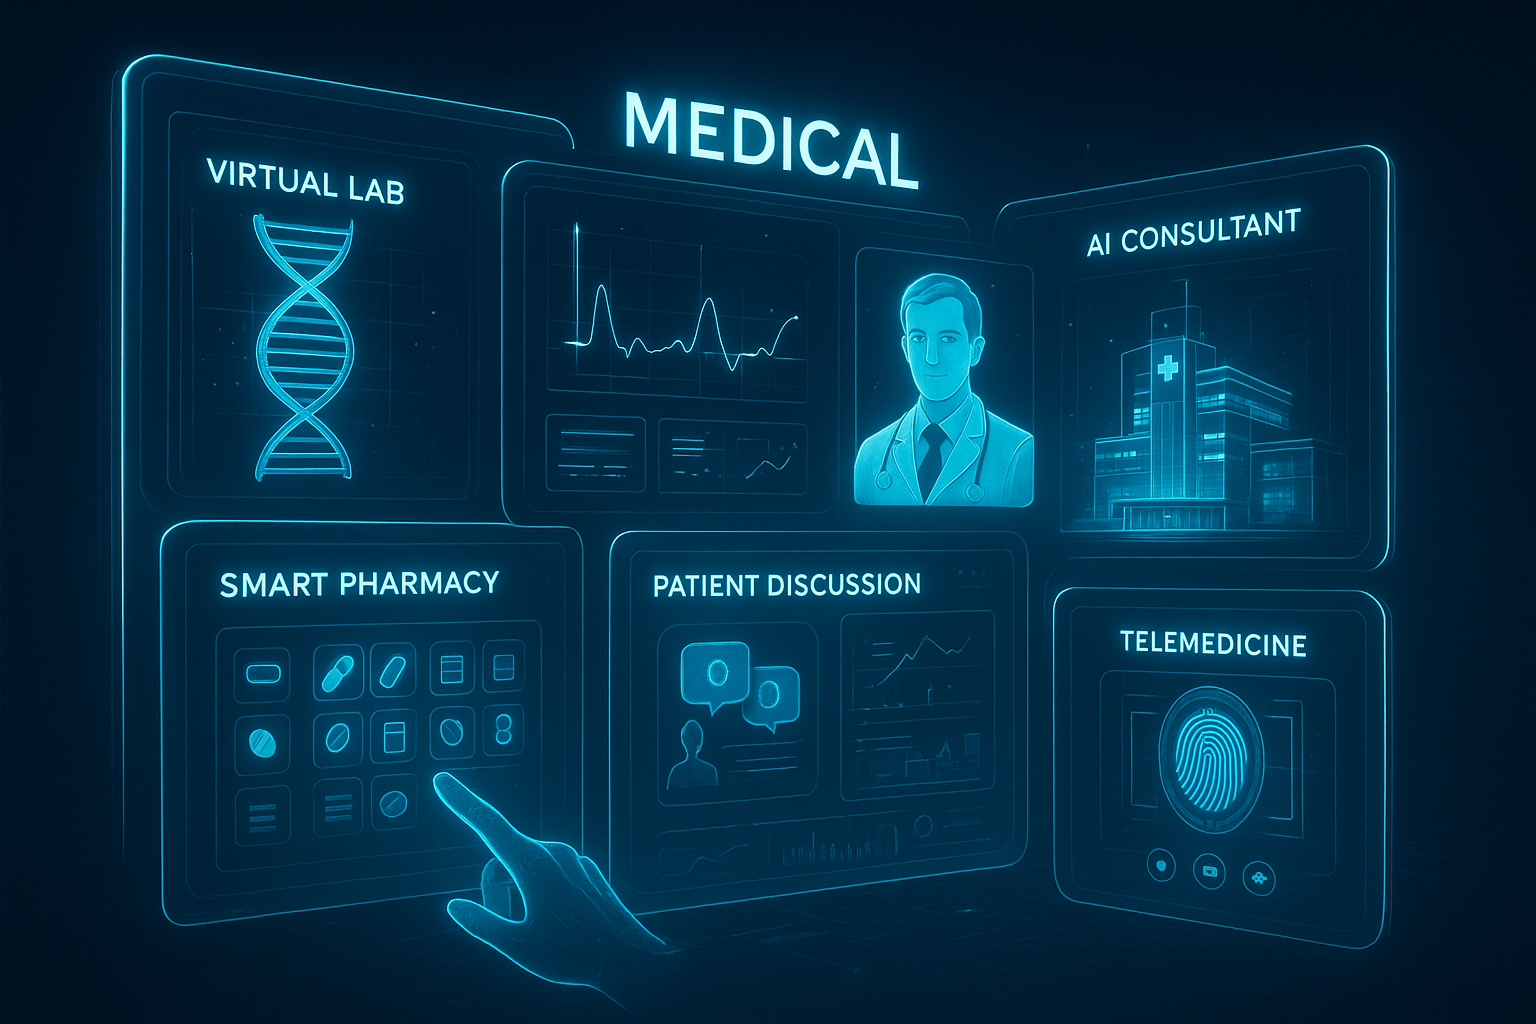 MEDICAL
VIRTUAL LAB
AI CONSULTANT
SMART PHARMACY
PATIENT DISCUSSION
TELEMEDICINE